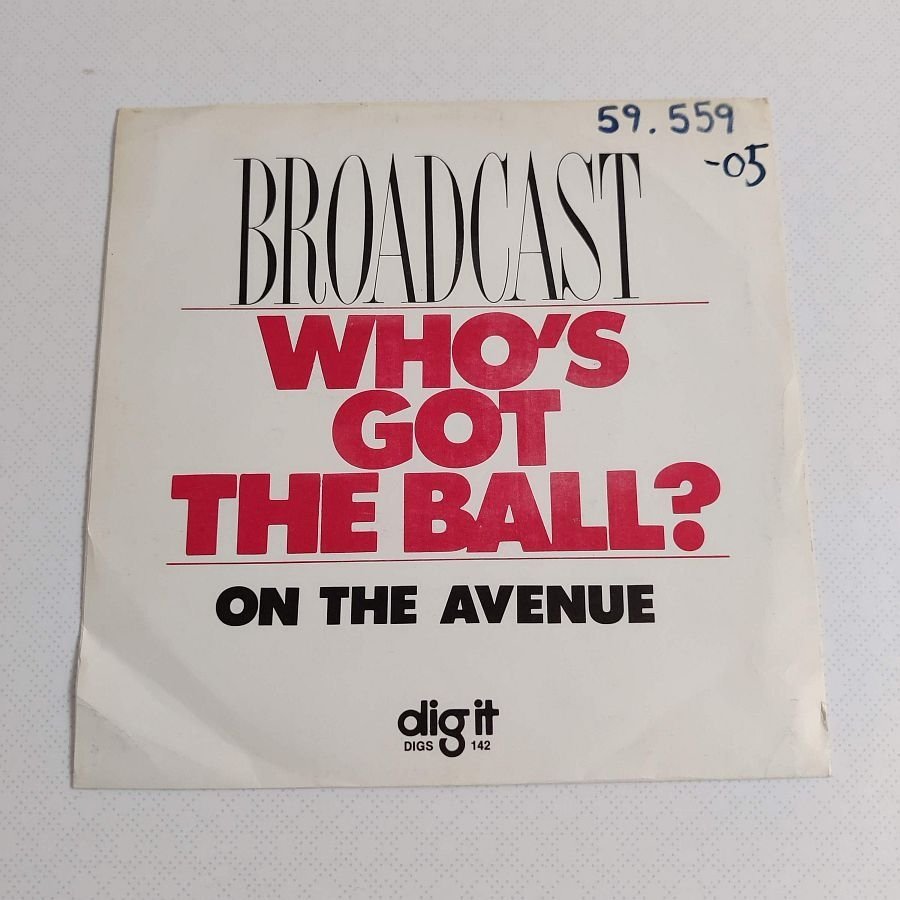 59.559
-05
BROADCAST
WHO'S
GOT
THE BALL?
ON THE AVENUE
dig it
DIGS 142